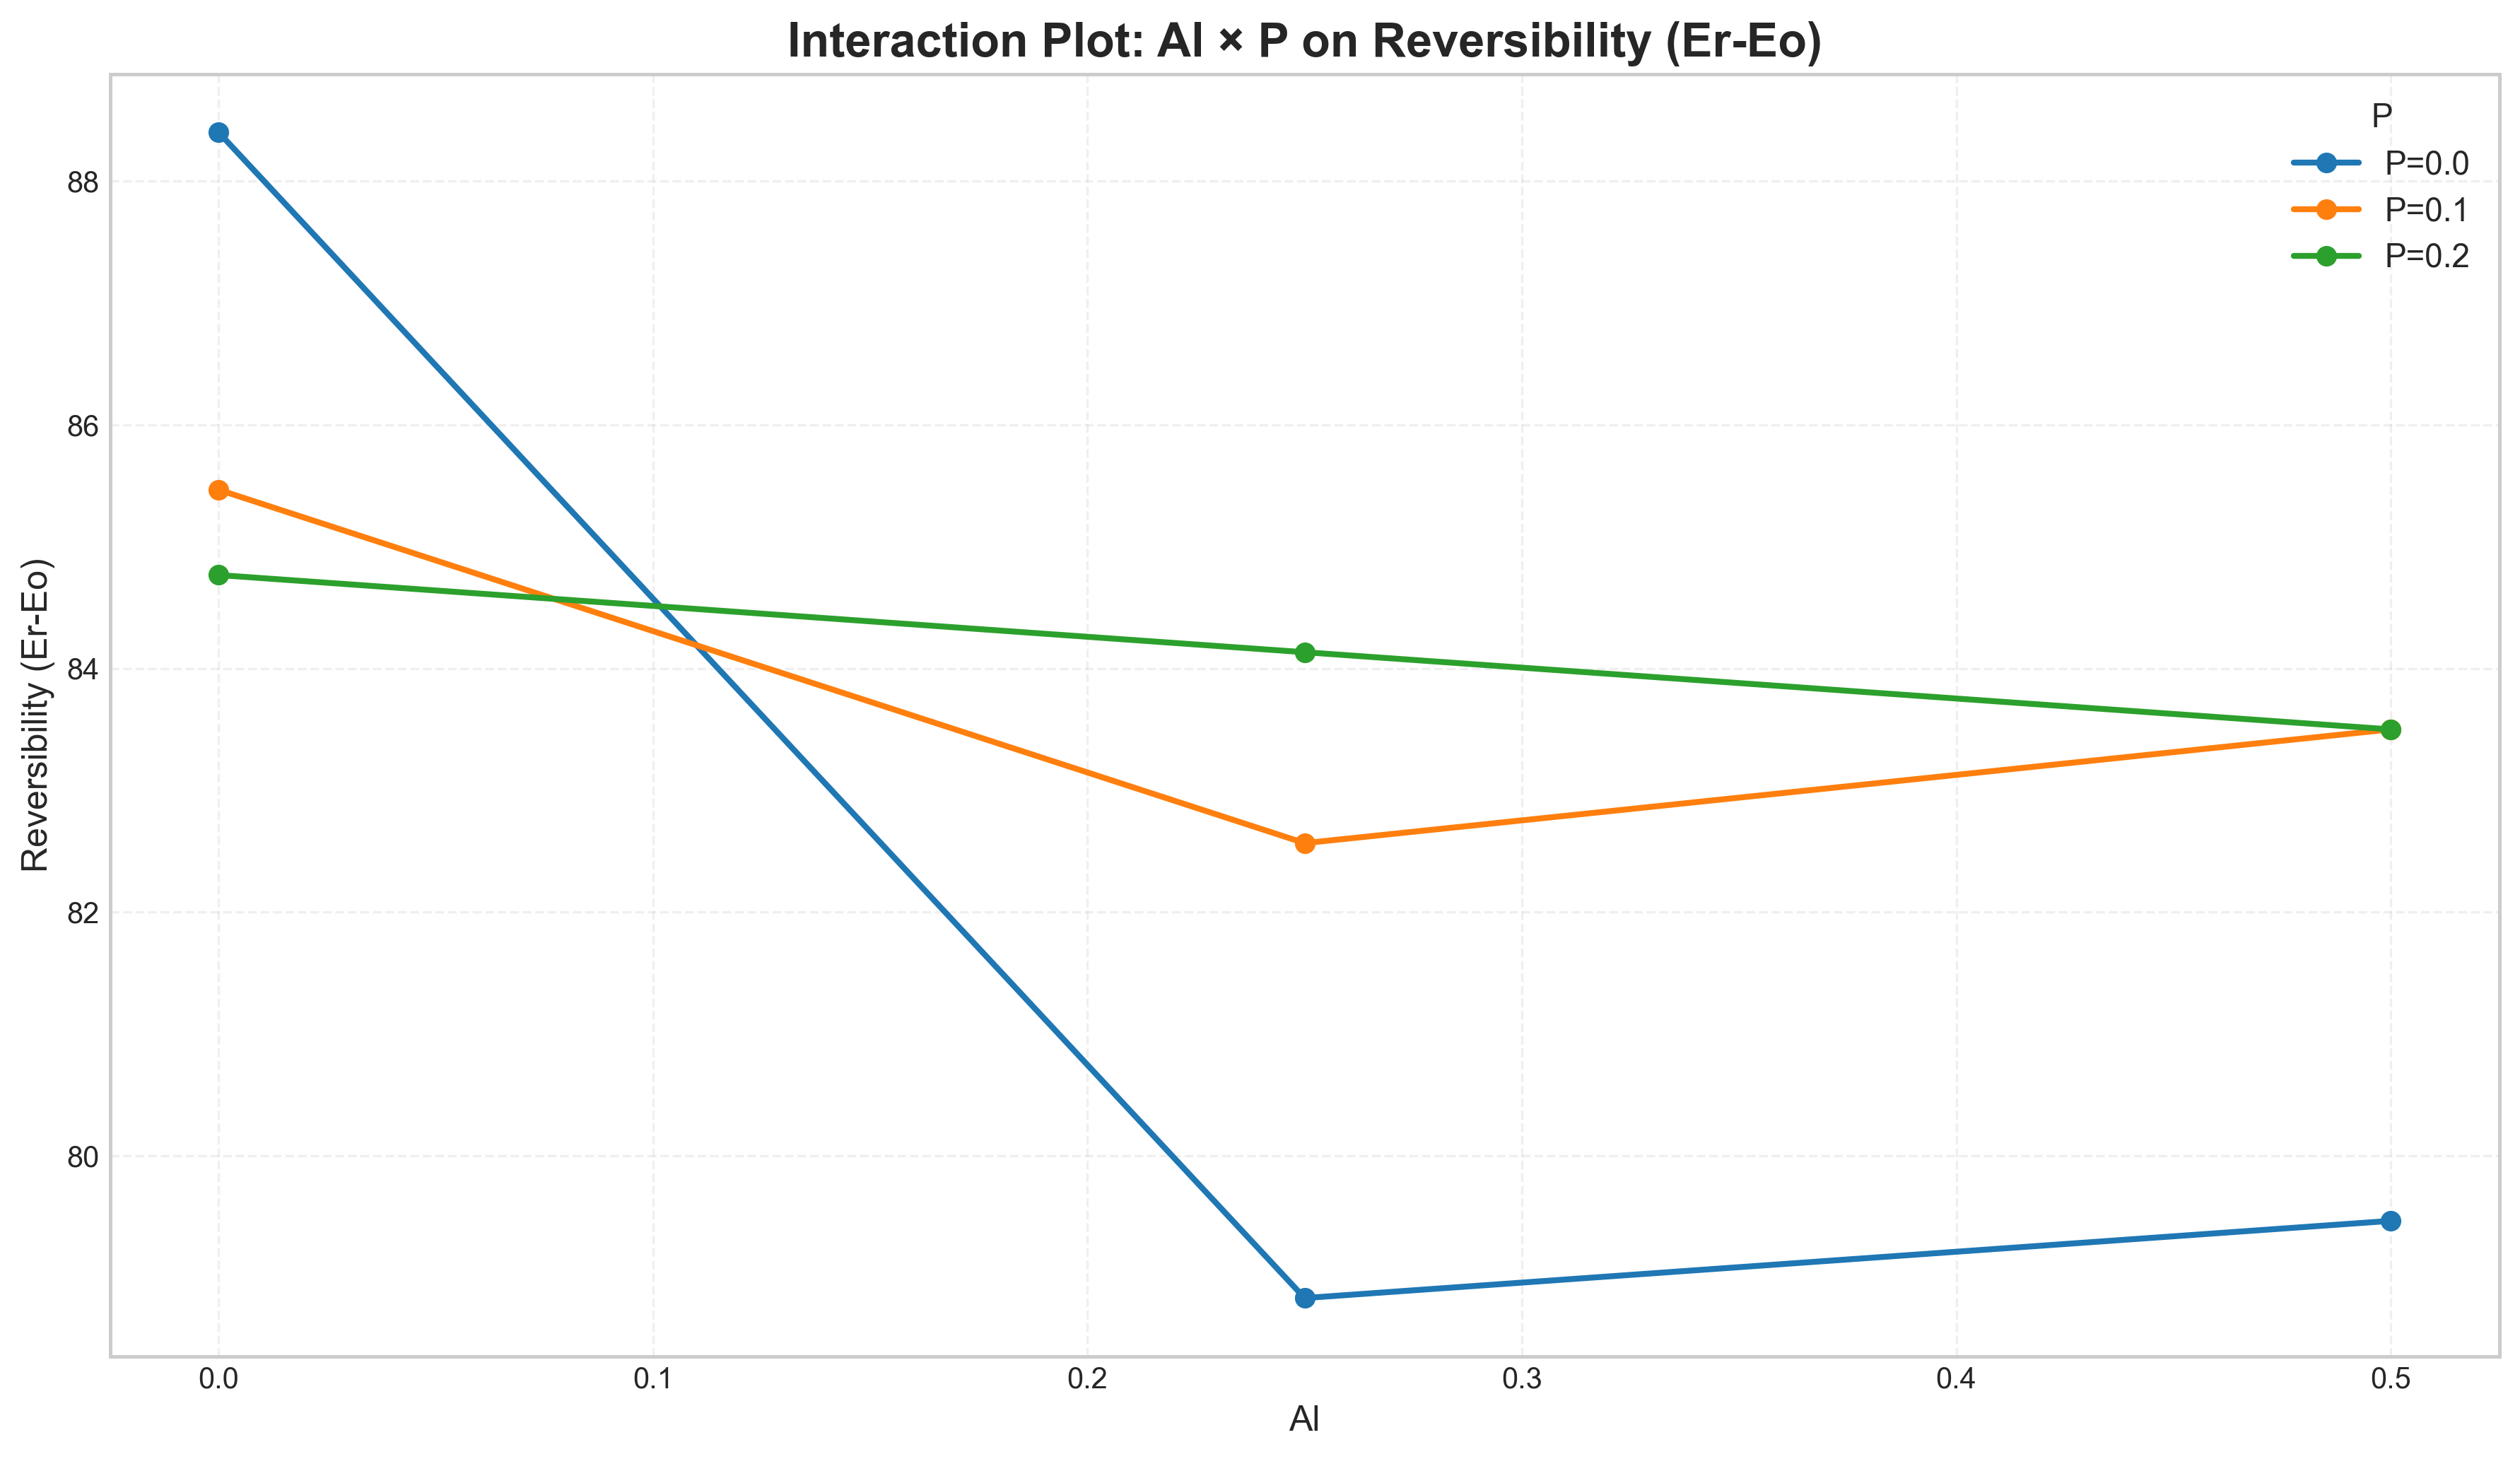 Interaction Plot: Al × P on Reversibility (Er-Eo)
P
P=0.0
P=0.1
P=0.2
Reversibility (Er-Eo)
88
86
84
82
80
0.0 0.1 0.2 0.3 0.4 0.5
Al